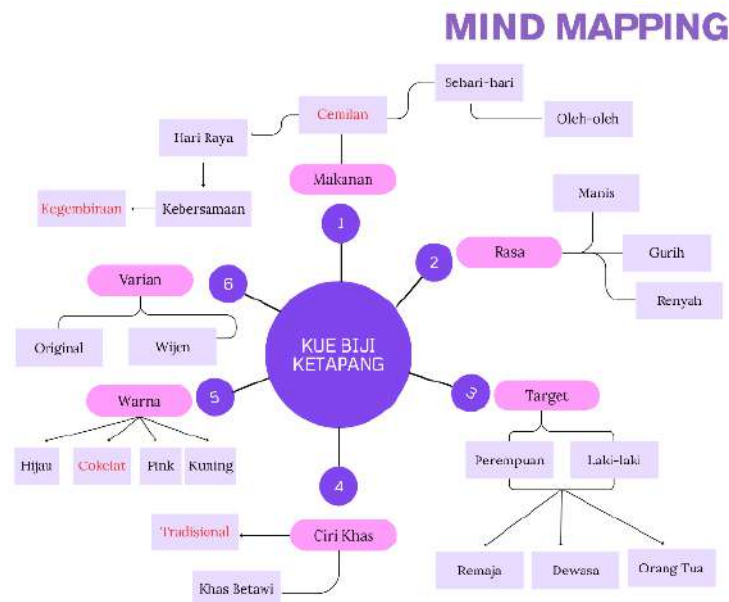 MIND MAPPING
Sehari-hari
Cemilan
Oleh-oleh
Hari Raya
Makanan
Kegembiraan
Kebersamaan
1
Manis
2
Rasa
Gurih
Renyah
Varian
6
Original
Wijen
KUE BIJI
KETAPANG
Warna
5
3
Target
Hijau
Cokelat
Pink
Kuning
Perempuan
Laki-laki
4
Tradisional
Ciri Khas
Khas Betawi
Remaja
Dewasa
Orang Tua